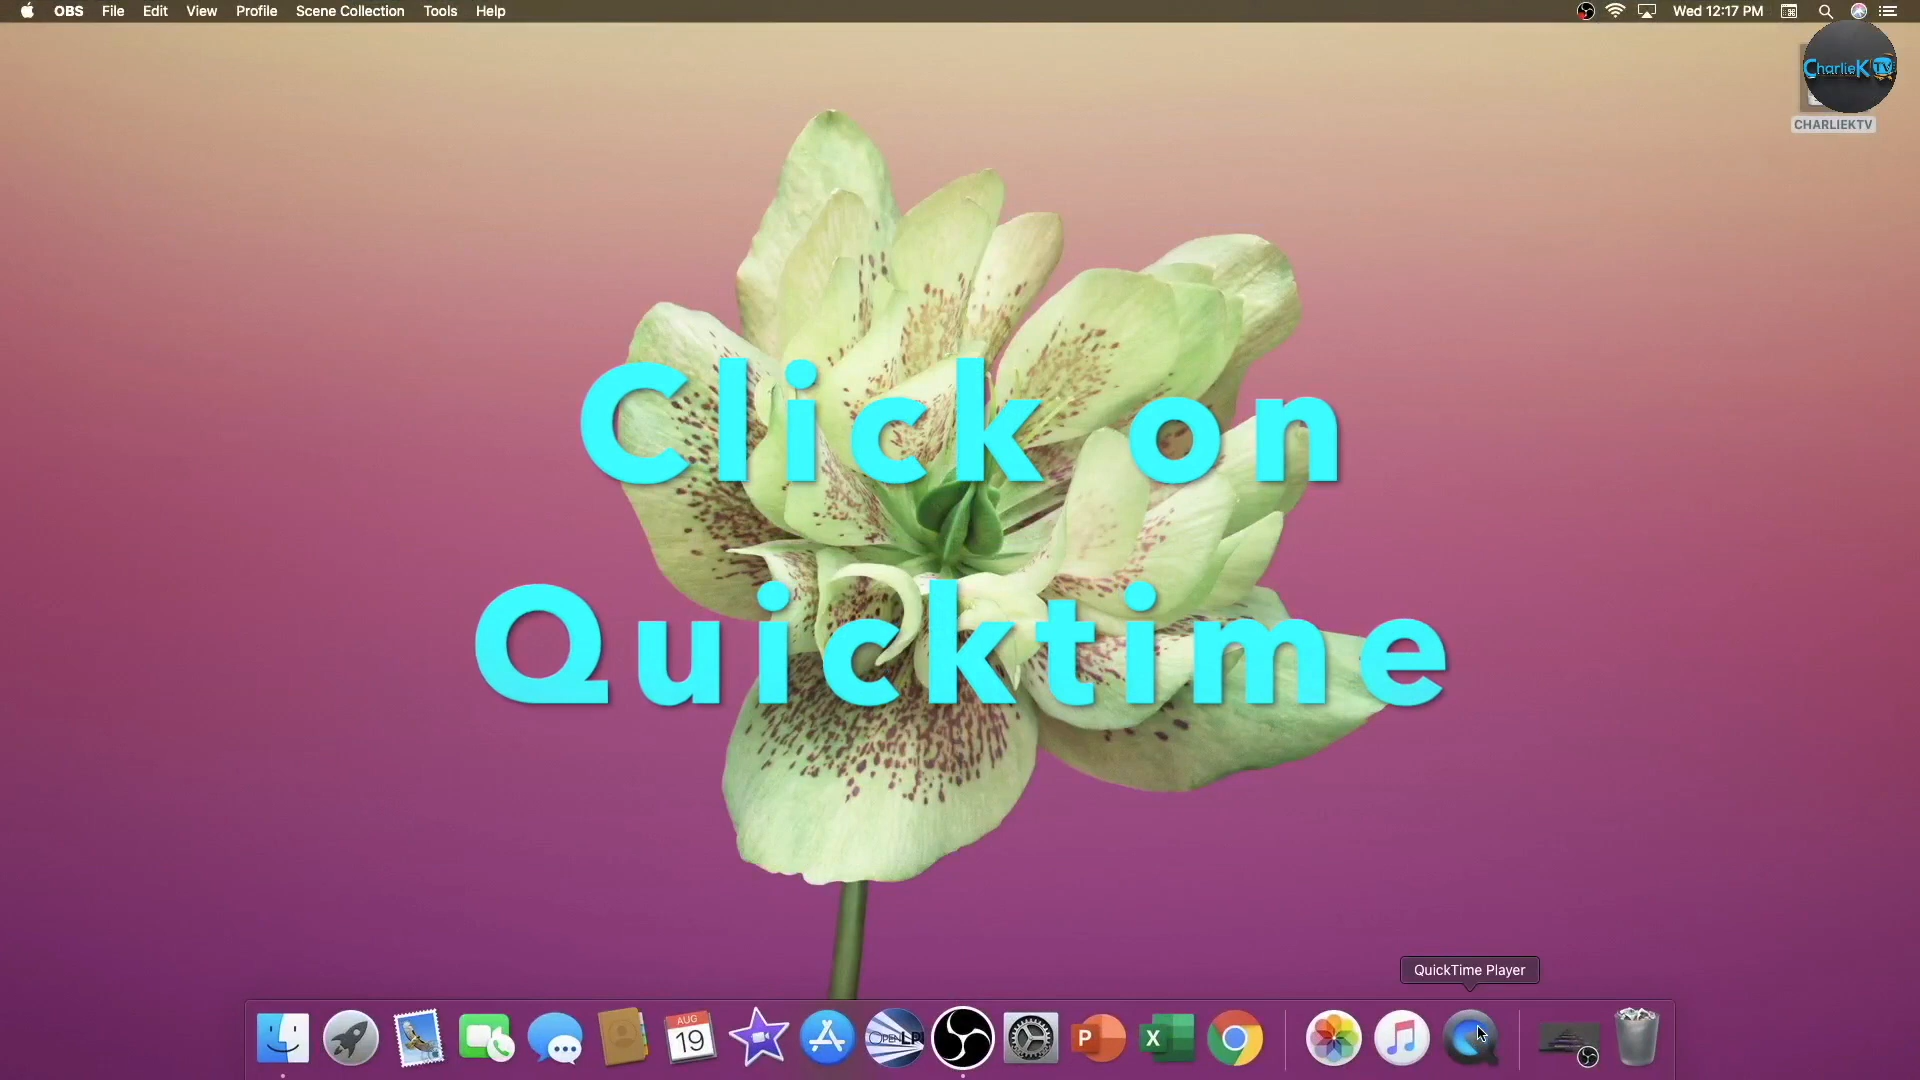 OBS File Edit View Profile Scene Collection Tools Help Wed 12:17 PM
CharlieK TV
CHARLIEKTV
Click on
Quicktime
QuickTime Player
AUG
19
OPENLP
P
X